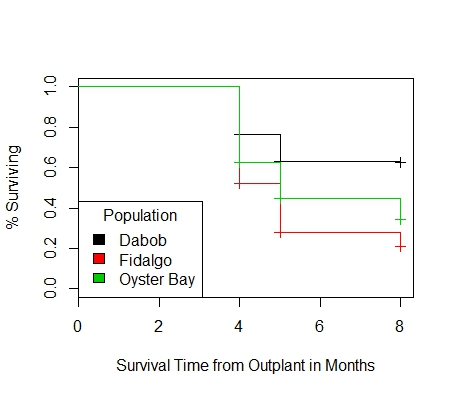 % Surviving
1.0
0.8
0.6
0.4
0.2
0.0
Population
Dabob
Fidalgo
Oyster Bay
0 2 4 6 8
Survival Time from Outplant in Months